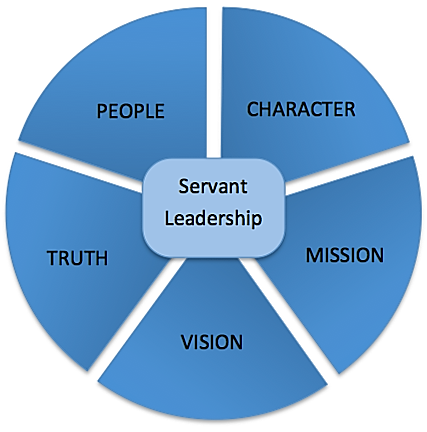 PEOPLE
CHARACTER
Servant
Leadership
TRUTH
MISSION
VISION